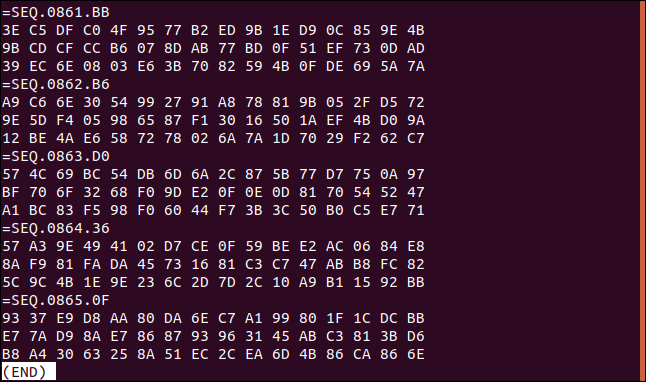 =SEQ.0861.BB
3E C5 DF C0 4F 95 77 B2 ED 9B 1E D9 0C 85 9E 4B
9B CD CF CC B6 07 8D AB 77 BD 0F 51 EF 73 0D AD
39 EC 6E 08 03 E6 3B 70 82 59 4B 0F DE 69 5A 7A
=SEQ.0862.B6
A9 C6 6E 30 54 99 27 91 A8 78 81 9B 05 2F D5 72
9E 5D F4 05 98 65 87 F1 30 16 50 1A EF 4B D0 9A
12 BE 4A E6 58 72 78 02 6A 7A 1D 70 29 F2 62 C7
=SEQ.0863.D0
57 4C 69 BC 54 DB 6D 6A 2C 87 5B 77 D7 75 0A 97
BF 70 6F 32 68 F0 9D E2 0F 0E 0D 81 70 54 52 47
A1 BC 83 F5 98 F0 60 44 F7 3B 3C 50 B0 C5 E7 71
=SEQ.0864.36
57 A3 9E 49 41 02 D7 CE 0F 59 BE E2 AC 06 84 E8
8A F9 81 FA DA 45 73 16 81 C3 C7 47 AB B8 FC 82
5C 9C 4B 1E 9E 23 6C 2D 7D 2C 10 A9 B1 15 92 BB
=SEQ.0865.0F
93 37 E9 D8 AA 80 DA 6E C7 A1 99 80 1F 1C DC BB
E7 7A D9 8A E7 86 87 93 96 31 45 AB C3 81 3B D6
B8 A4 30 63 25 8A 51 EC 2C EA 6D 4B 86 CA 86 6E
(END)